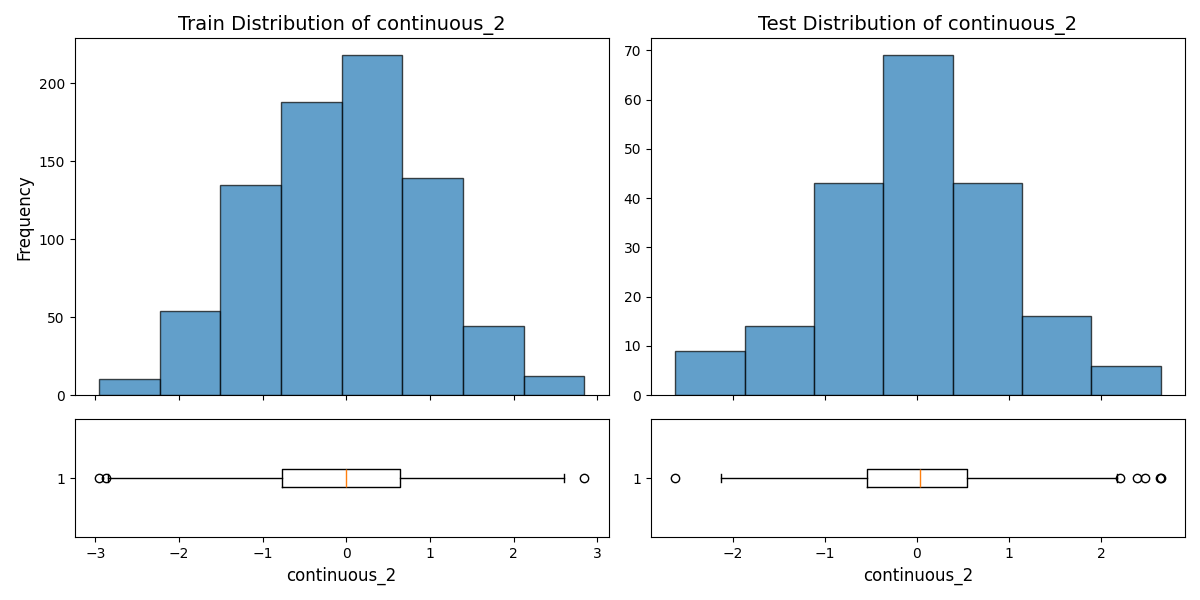 Train Distribution of continuous_2
Test Distribution of continuous_2
Frequency
200
150
100
50
0
70
60
50
40
30
20
10
0
1
−3 −2 −1 0 1 2 3
continuous_2
1
−2 −1 0 1 2
continuous_2